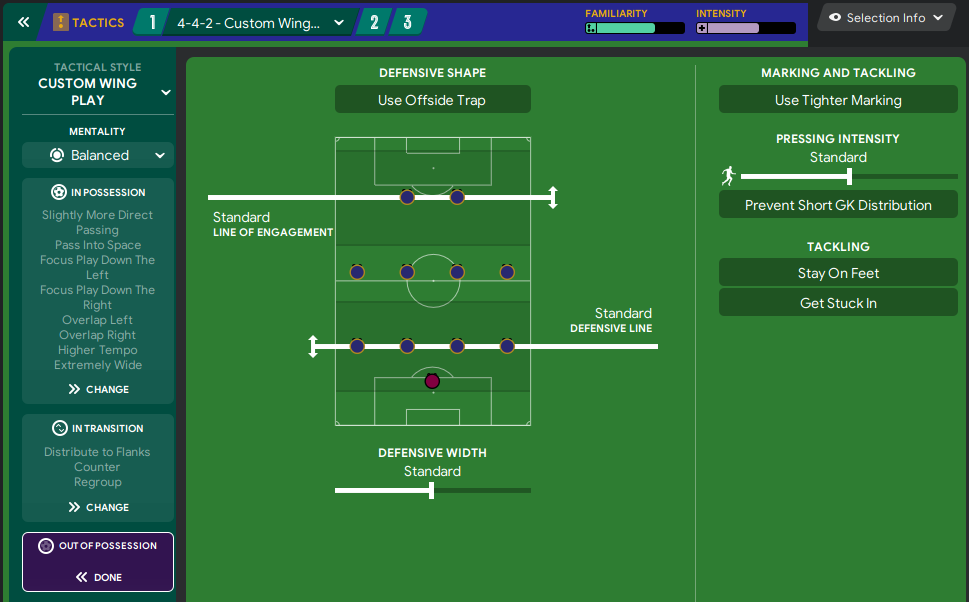 TACTICS
1
4-4-2 - Custom Wing...
2
3
FAMILIARITY
INTENSITY
Selection Info
TACTICAL STYLE
CUSTOM WING
PLAY
MENTALITY
Balanced
IN POSSESSION
Slightly More Direct
Passing
Pass Into Space
Focus Play Down The
Left
Focus Play Down The
Right
Overlap Left
Overlap Right
Higher Tempo
Extremely Wide
CHANGE
IN TRANSITION
Distribute to Flanks
Counter
Regroup
CHANGE
OUT OF POSSESSION
DONE
DEFENSIVE SHAPE
Use Offside Trap
Standard
LINE OF ENGAGEMENT
Standard
DEFENSIVE LINE
DEFENSIVE WIDTH
Standard
MARKING AND TACKLING
Use Tighter Marking
PRESSING INTENSITY
Standard
Prevent Short GK Distribution
TACKLING
Stay On Feet
Get Stuck In